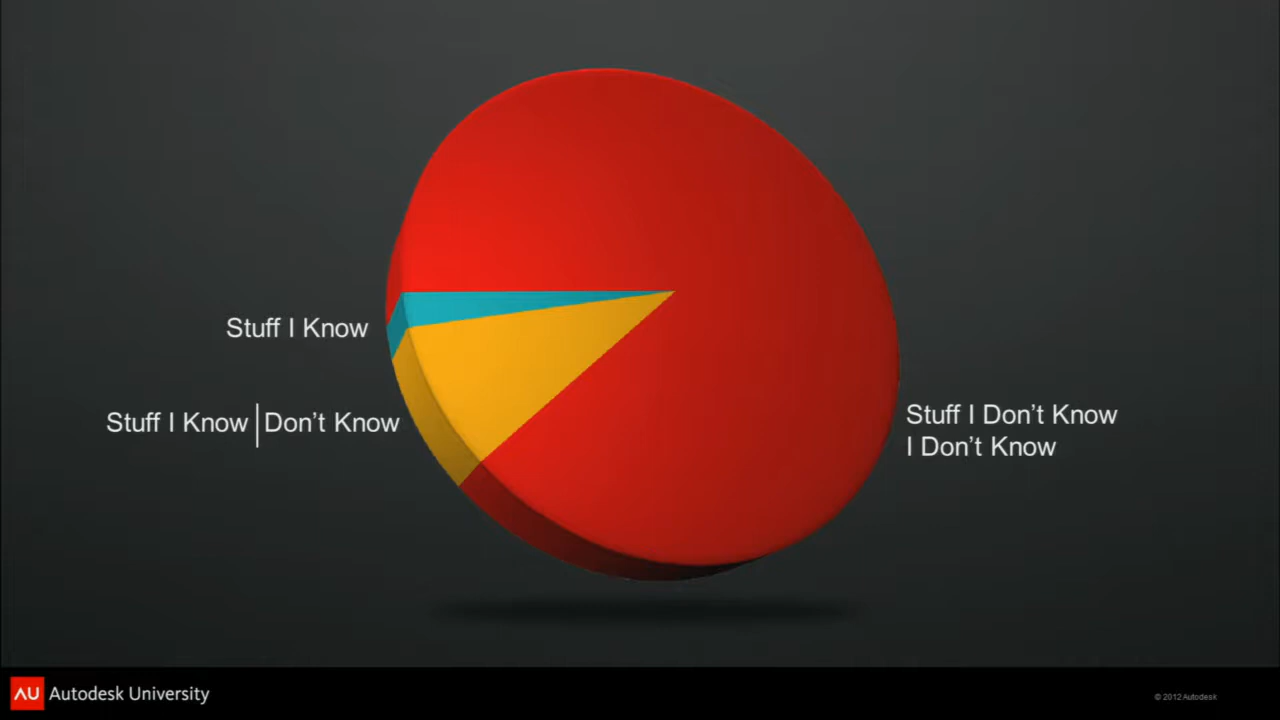 Stuff I Know
Stuff I Know | Don’t Know
Stuff I Don’t Know
I Don’t Know
AU Autodesk University
© 2012 Autodesk